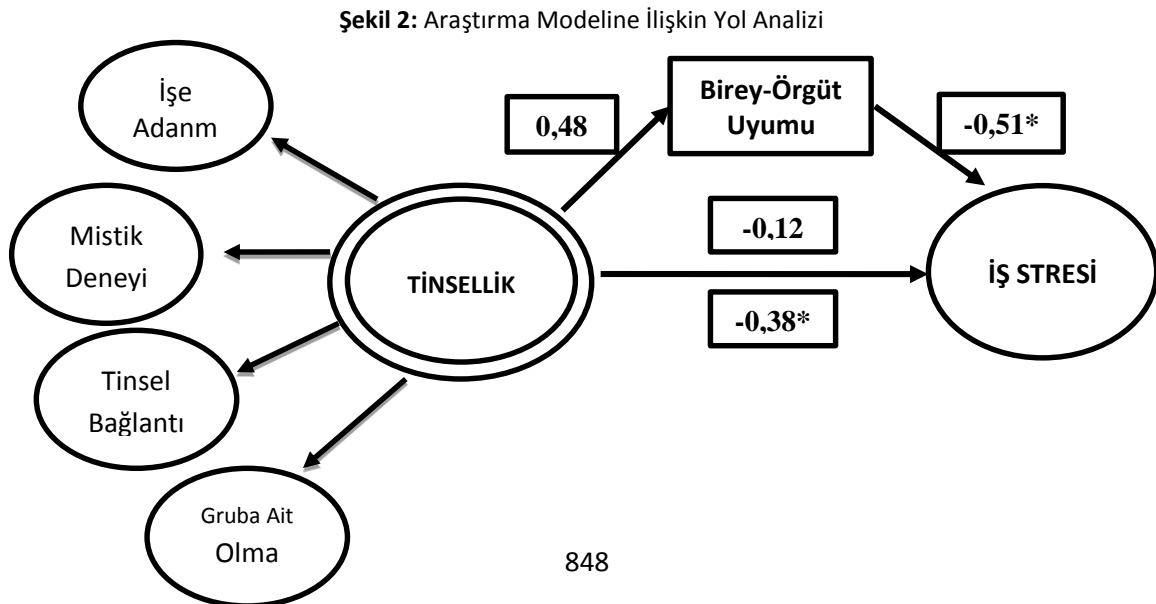 Şekil 2: Araştırma Modeline İlişkin Yol Analizi
İşe
Adanm
Mistik
Deneyi
Tinsel
Bağlantı
Gruba Ait
Olma
TİNSELLİK
0,48
Birey-Örgüt
Uyumu
-0,51*
-0,12
-0,38*
İŞ STRESİ
848